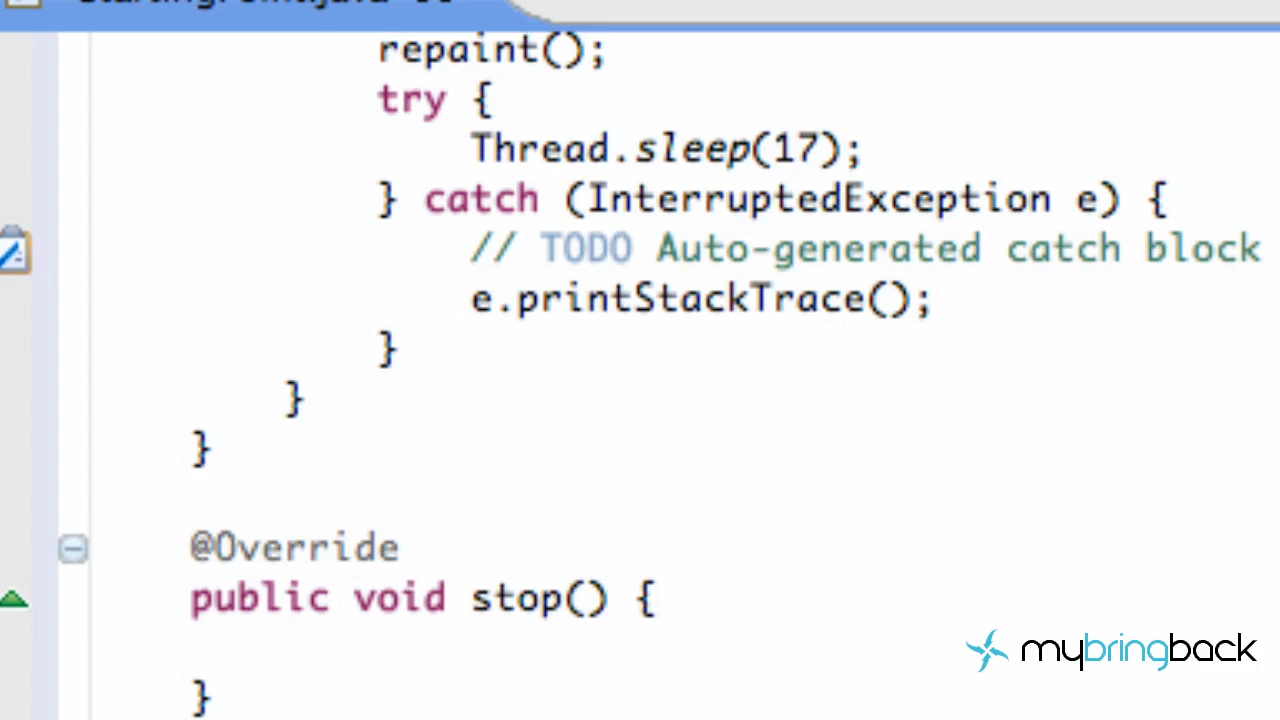 repaint();
try {
Thread.sleep(17);
} catch (InterruptedException e) {
// TODO Auto-generated catch block
e.printStackTrace();
}
}
}
@Override
public void stop() {
}
mybringback